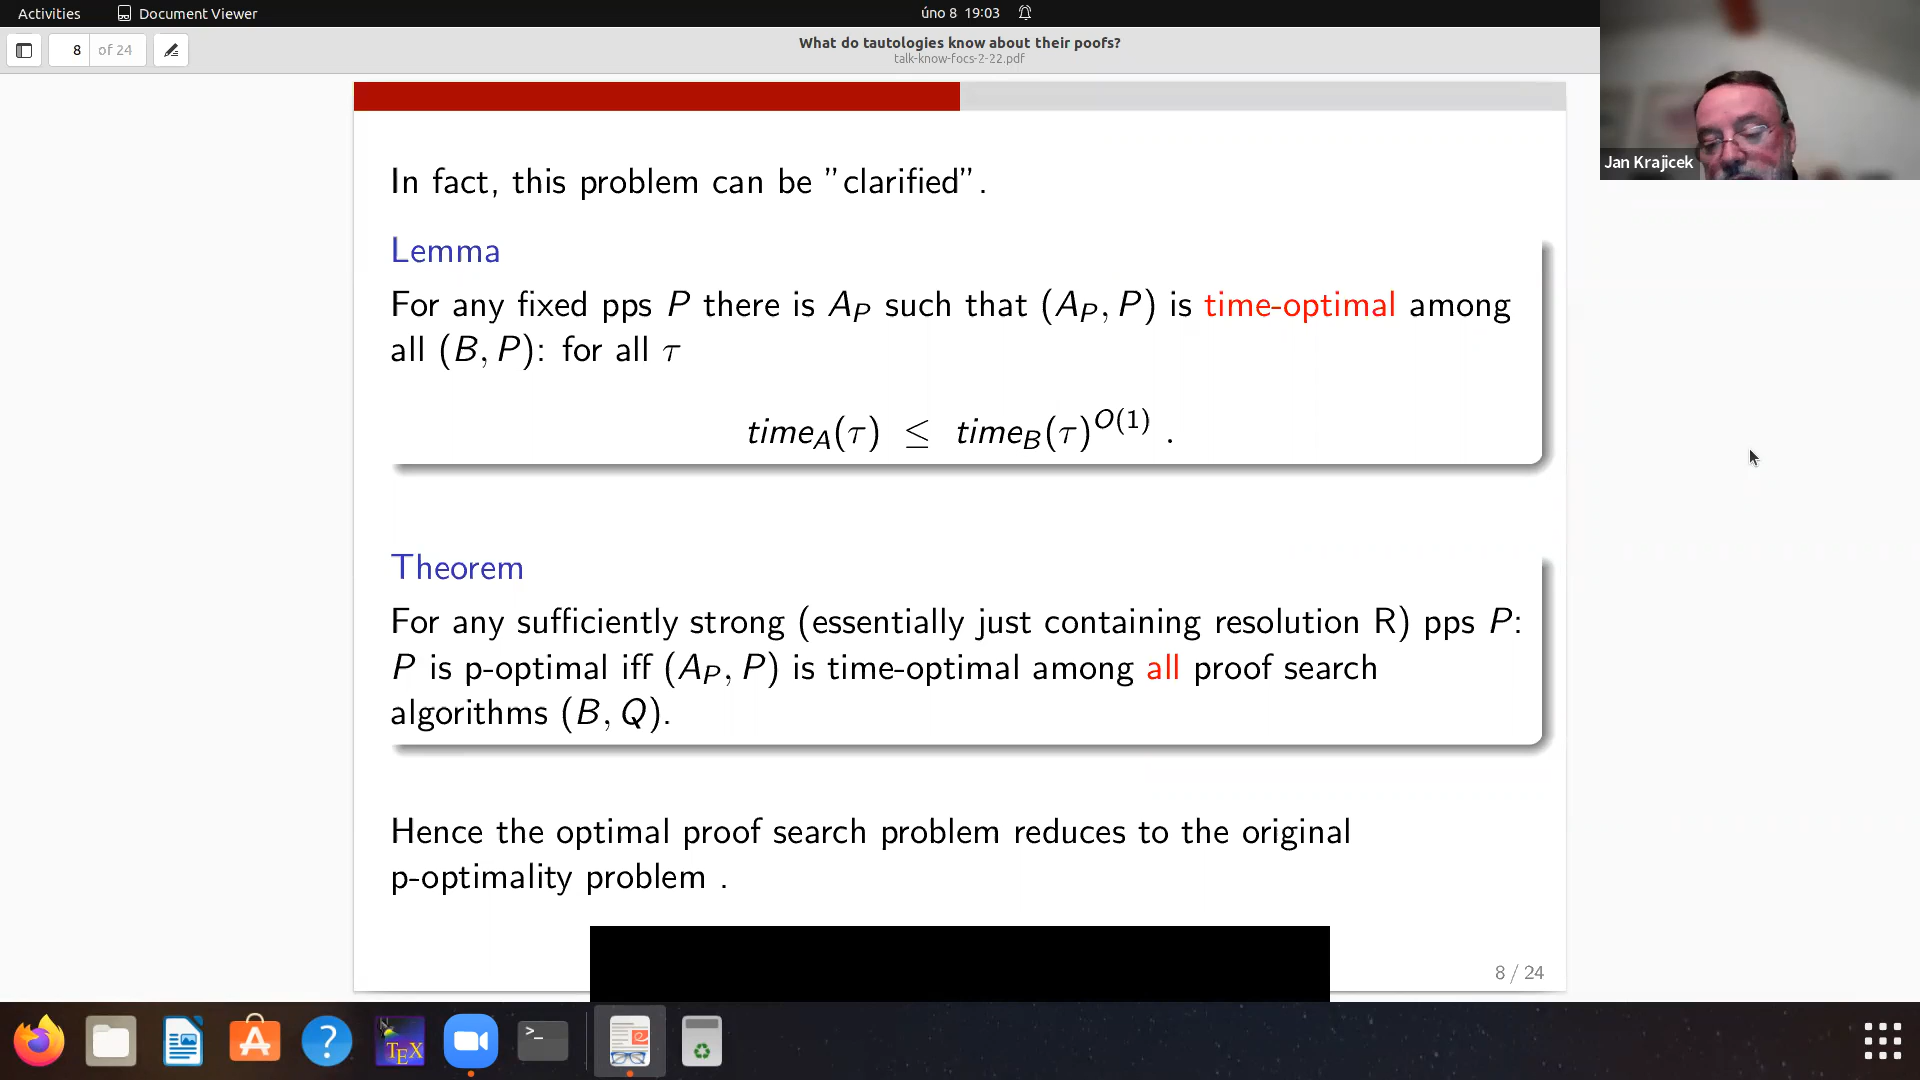 Activities
Document Viewer
úno 8 19:03
8
of 24
What do tautologies know about their poofs?
talk-know-focs-2-22.pdf
Jan Krajicek
In fact, this problem can be "clarified".
Lemma
For any fixed pps P there is A_P such that (A_P, P) is time-optimal among
all (B, P): for all τ
time_A(τ) ≤ time_B(τ)^{O(1)} .
Theorem
For any sufficiently strong (essentially just containing resolution R) pps P:
P is p-optimal iff (A_P, P) is time-optimal among all proof search
algorithms (B, Q).
Hence the optimal proof search problem reduces to the original
p-optimality problem .
8 / 24
A
?
TEX
>_